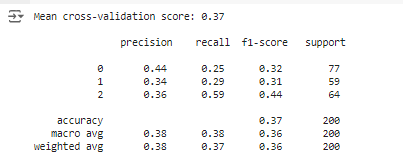 Mean cross-validation score: 0.37
precision recall f1-score support
0 0.44 0.25 0.32 77
1 0.34 0.29 0.31 59
2 0.36 0.59 0.44 64
accuracy 0.37 200
macro avg 0.38 0.38 0.36 200
weighted avg 0.38 0.37 0.36 200